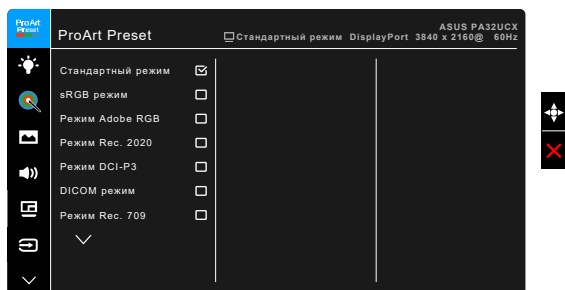 ProArt
Preset
ProArt Preset
ASUS PA32UCX
Стандартный режим DisplayPort 3840 x 2160@ 60Hz
Стандартный режим
sRGB режим
Режим Adobe RGB
Режим Rec. 2020
Режим DCI-P3
DICOM режим
Режим Rec. 709